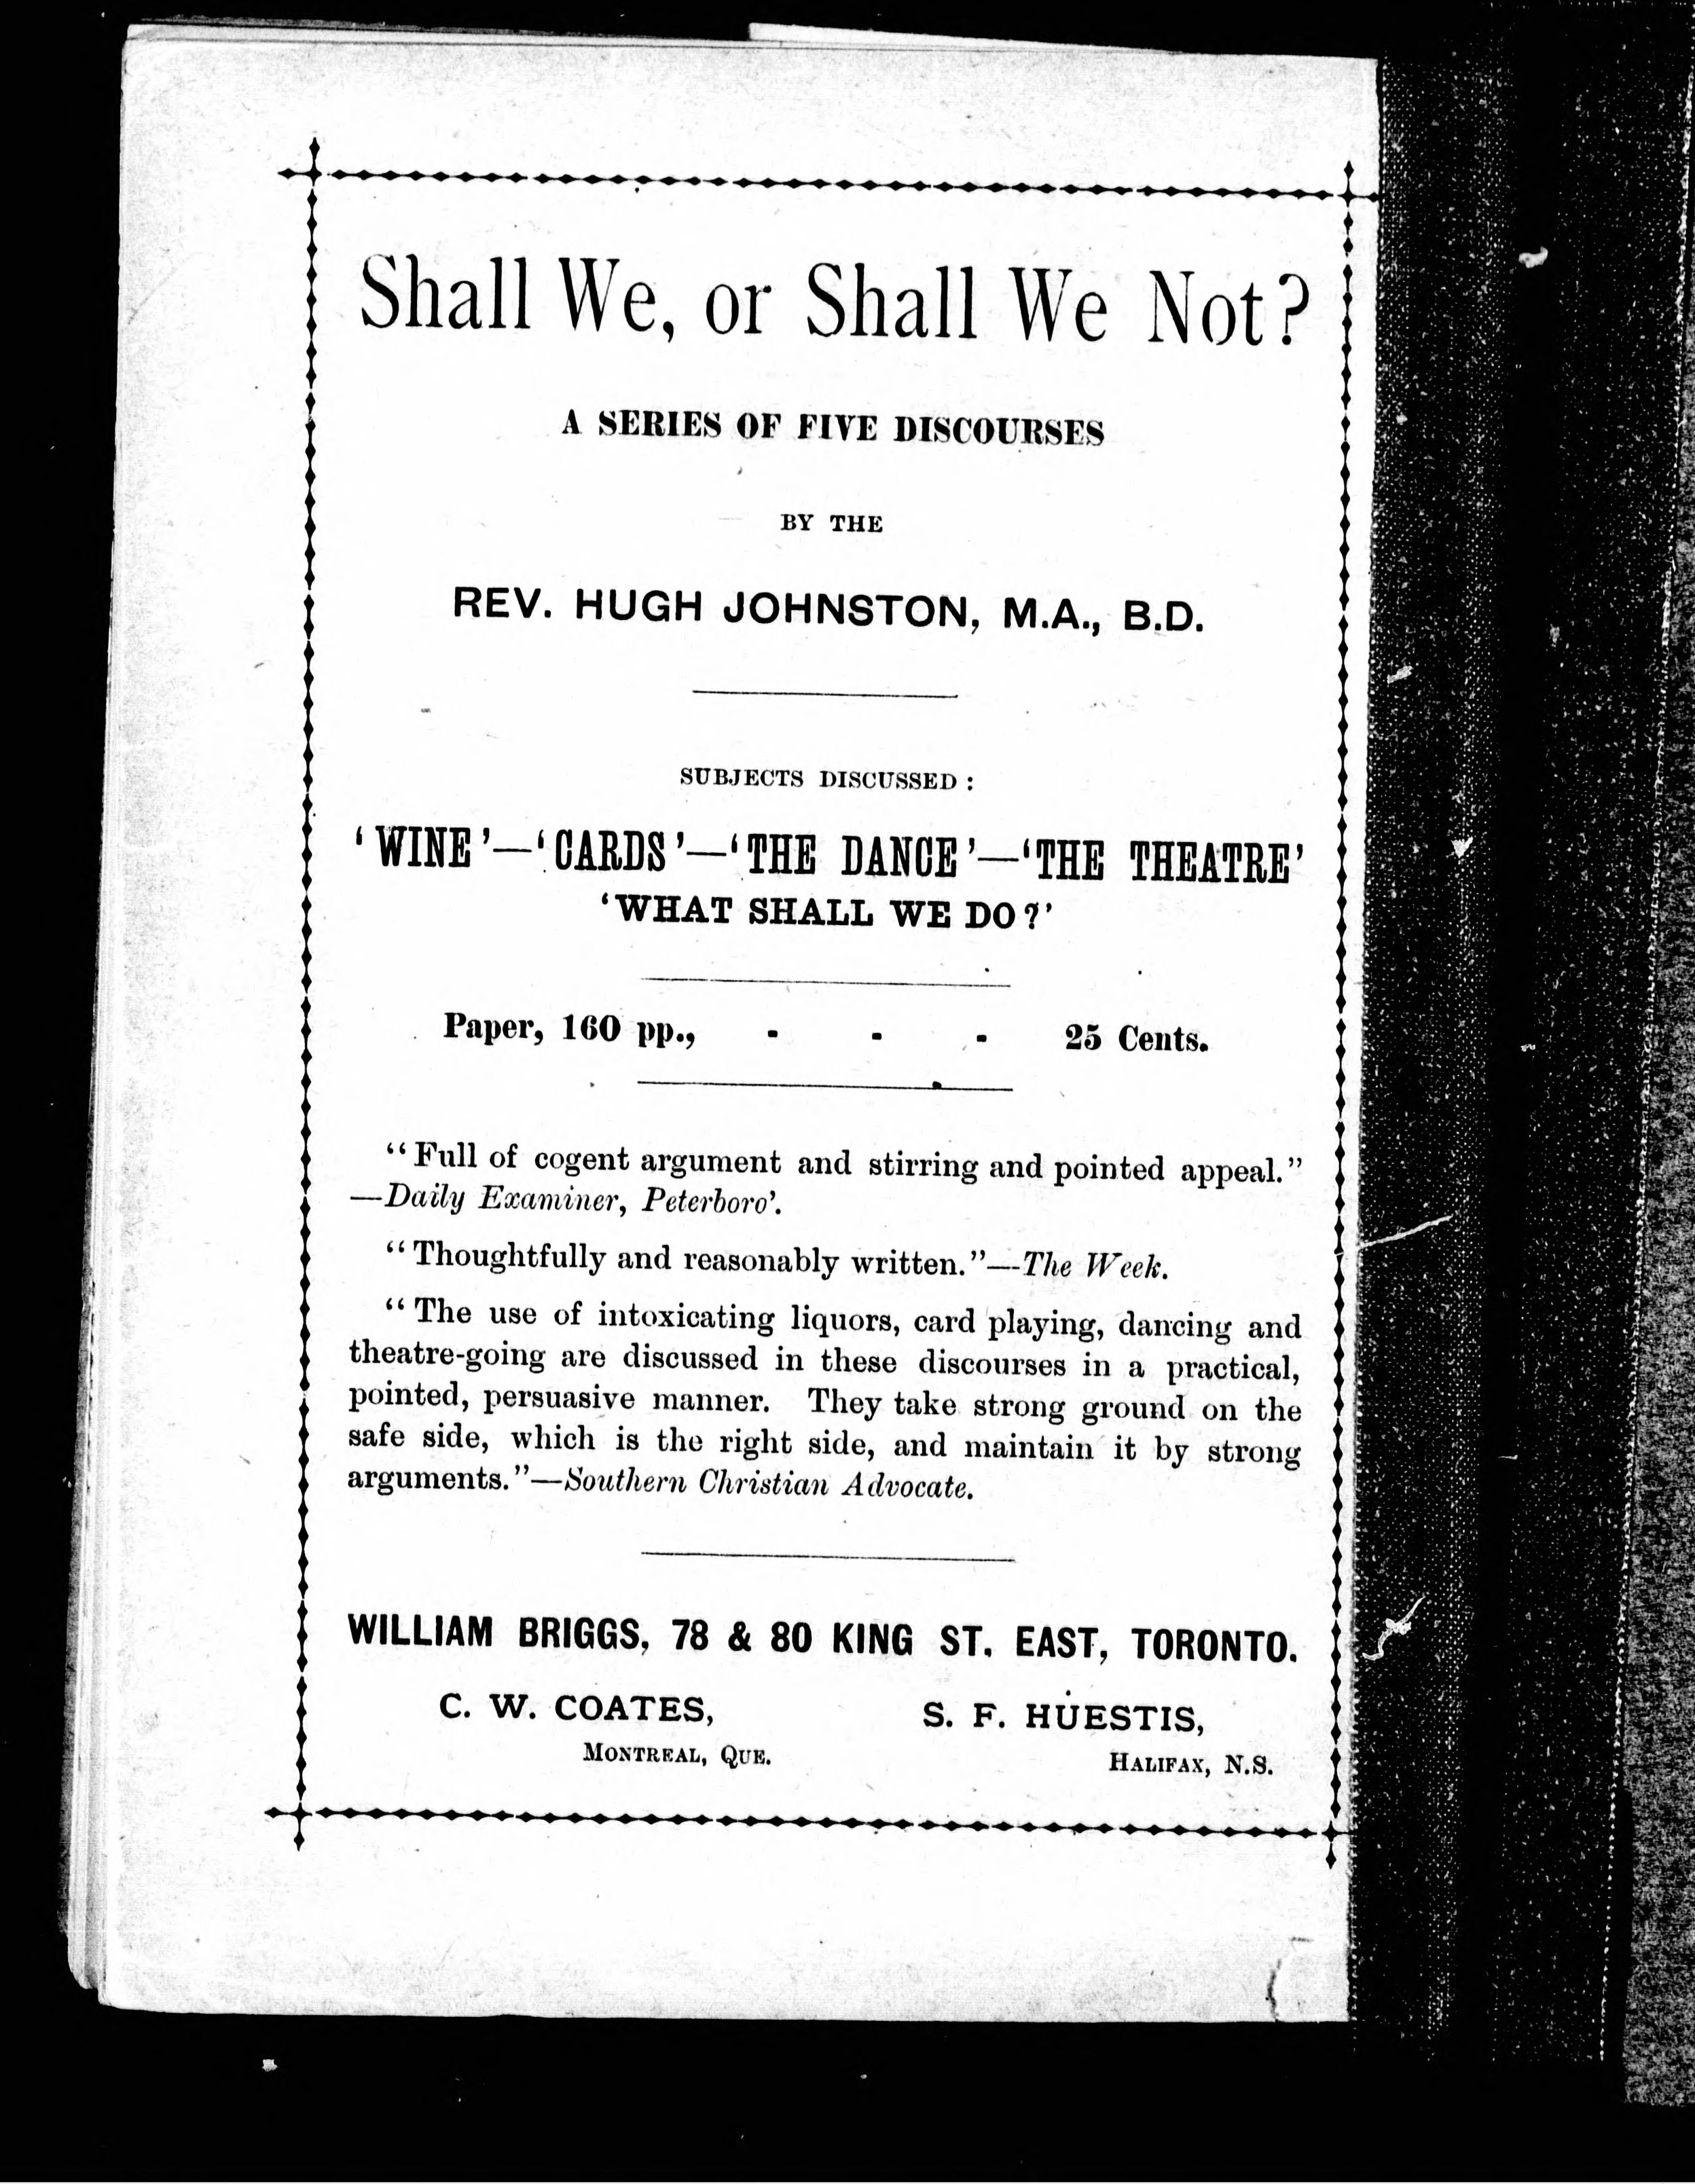 Shall We, or Shall We Not?
A SERIES OF FIVE DISCOURSES
BY THE
REV. HUGH JOHNSTON, M.A., B.D.
SUBJECTS DISCUSSED:
'WINE'—'CARDS'—'THE DANCE'—'THE THEATRE'
'WHAT SHALL WE DO?'
Paper, 160 pp., - - - 25 Cents.
"Full of cogent argument and stirring and pointed appeal."
—Daily Examiner, Peterboro'.
"Thoughtfully and reasonably written."—The Week.
"The use of intoxicating liquors, card playing, dancing and
theatre-going are discussed in these discourses in a practical,
pointed, persuasive manner. They take strong ground on the
safe side, which is the right side, and maintain it by strong
arguments."—Southern Christian Advocate.
WILLIAM BRIGGS, 78 & 80 KING ST. EAST, TORONTO.
C. W. COATES, S. F. HUESTIS,
MONTREAL, QUE. HALIFAX, N.S.